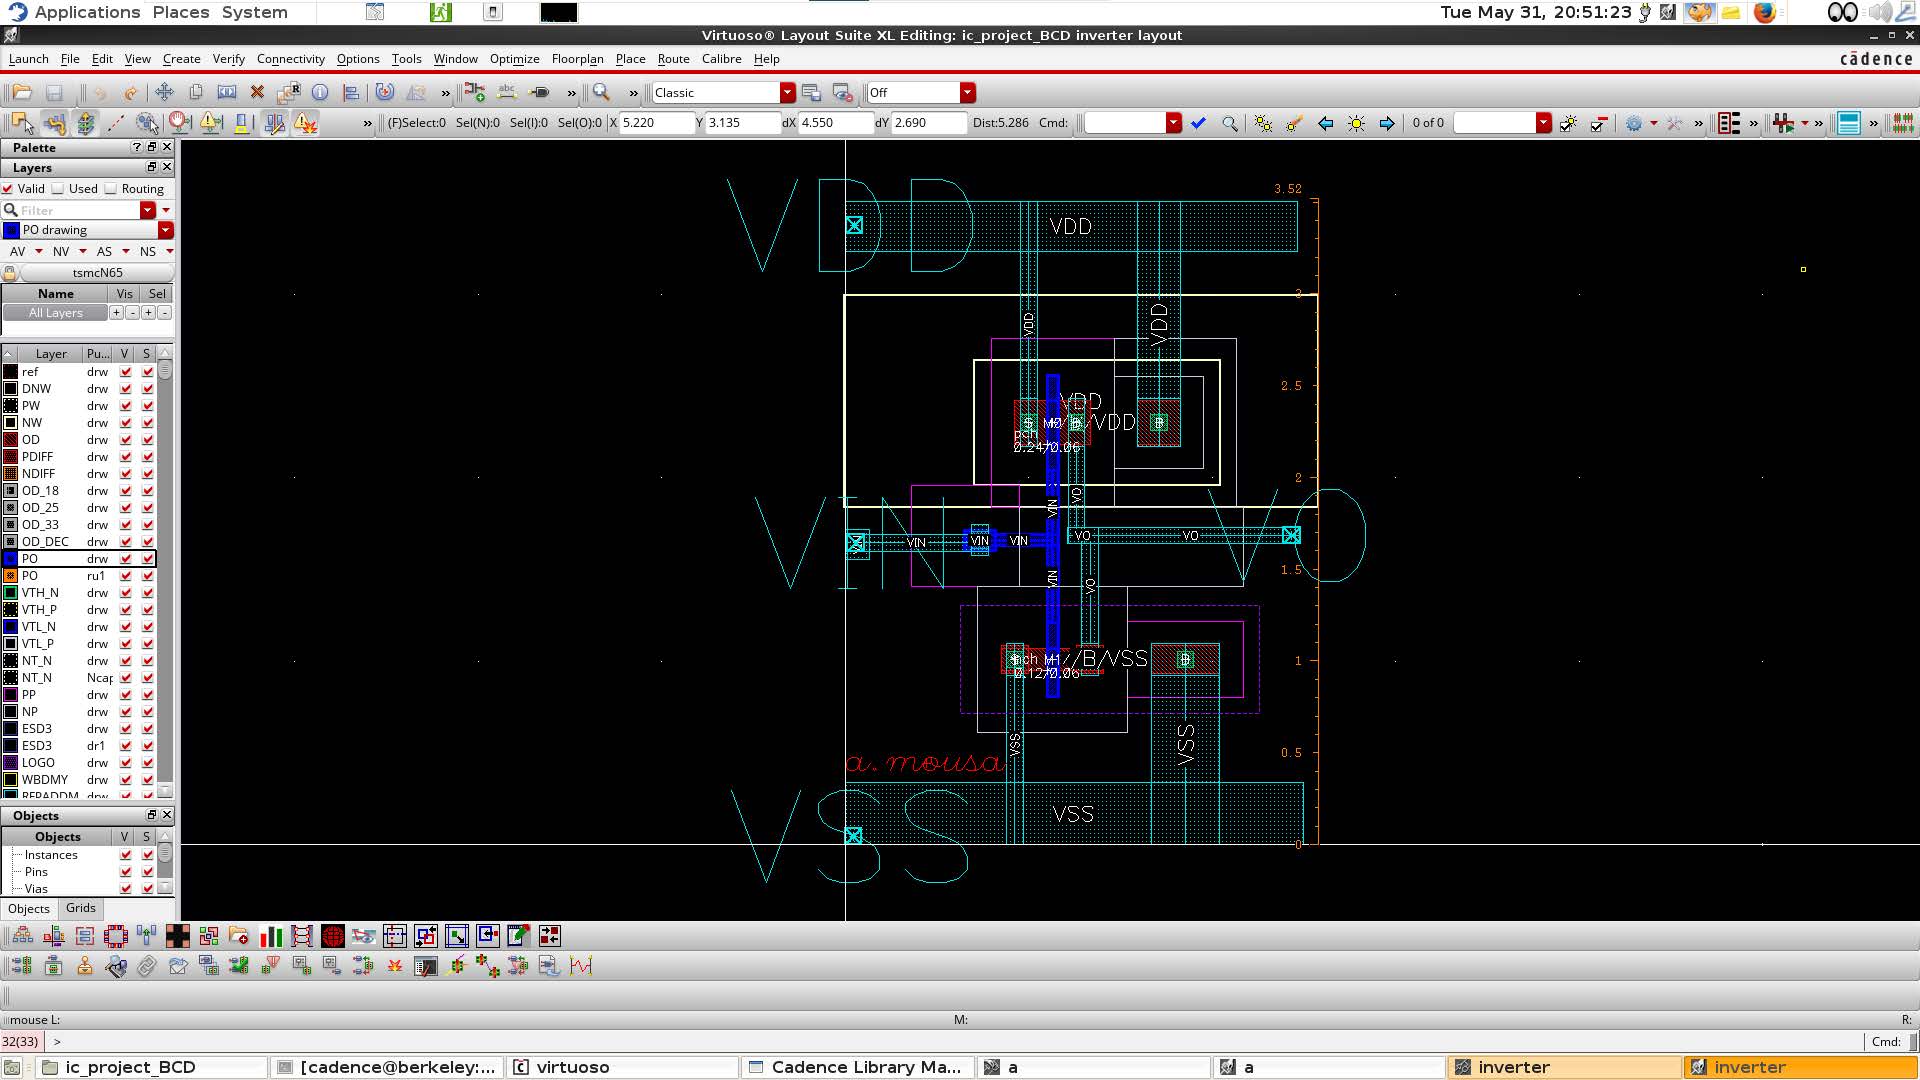 Applications Places System Tue May 31, 20:51:23
Virtuoso® Layout Suite XL Editing: ic_project_BCD inverter layout
Launch File Edit View Create Verify Connectivity Options Tools Window Optimize Floorplan Place Route Calibre Help cādence
» » » Classic Off
» (F)Select:0 Sel(N):0 Sel(I):0 Sel(O):0 X 5.220 Y 3.135 dX 4.550 dY 2.690 Dist:5.286 Cmd: 0 of 0 » » » »
Palette ?
Layers
Valid Used Routing
Filter
PO drawing
AV NV AS NS
tsmcN65
Name Vis Sel
All Layers + - + -
Layer Pu... V S
ref drw
DNW drw
PW drw
NW drw
OD drw
PDIFF drw
NDIFF drw
OD_18 drw
OD_25 drw
OD_33 drw
OD_DEC drw
PO drw
PO ru1
VTH_N drw
VTH_P drw
VTL_N drw
VTL_P drw
NT_N drw
NT_N Ncap
PP drw
NP drw
ESD3 drw
ESD3 dr1
LOGO drw
WBDMY drw
Objects
Objects V S
Instances
Pins
Vias
Objects Grids
3.52
VDD
VDD
3
VDD
VDD
2.5
VDD
/VDD
pch
0.24/0.06
2
VIN
VO
VO
VIN
VIN
VIN
VIN
VO
VO
1.5
VIN
VO
//B/VSS
M1
0.12/0.06
1
VSS
VSS
0.5
a.mousa
VSS
VSS
0
mouse L: M: R:
32(33) > Cmd:
ic_project_BCD [cadence@berkeley:... virtuoso Cadence Library Ma... a a inverter inverter